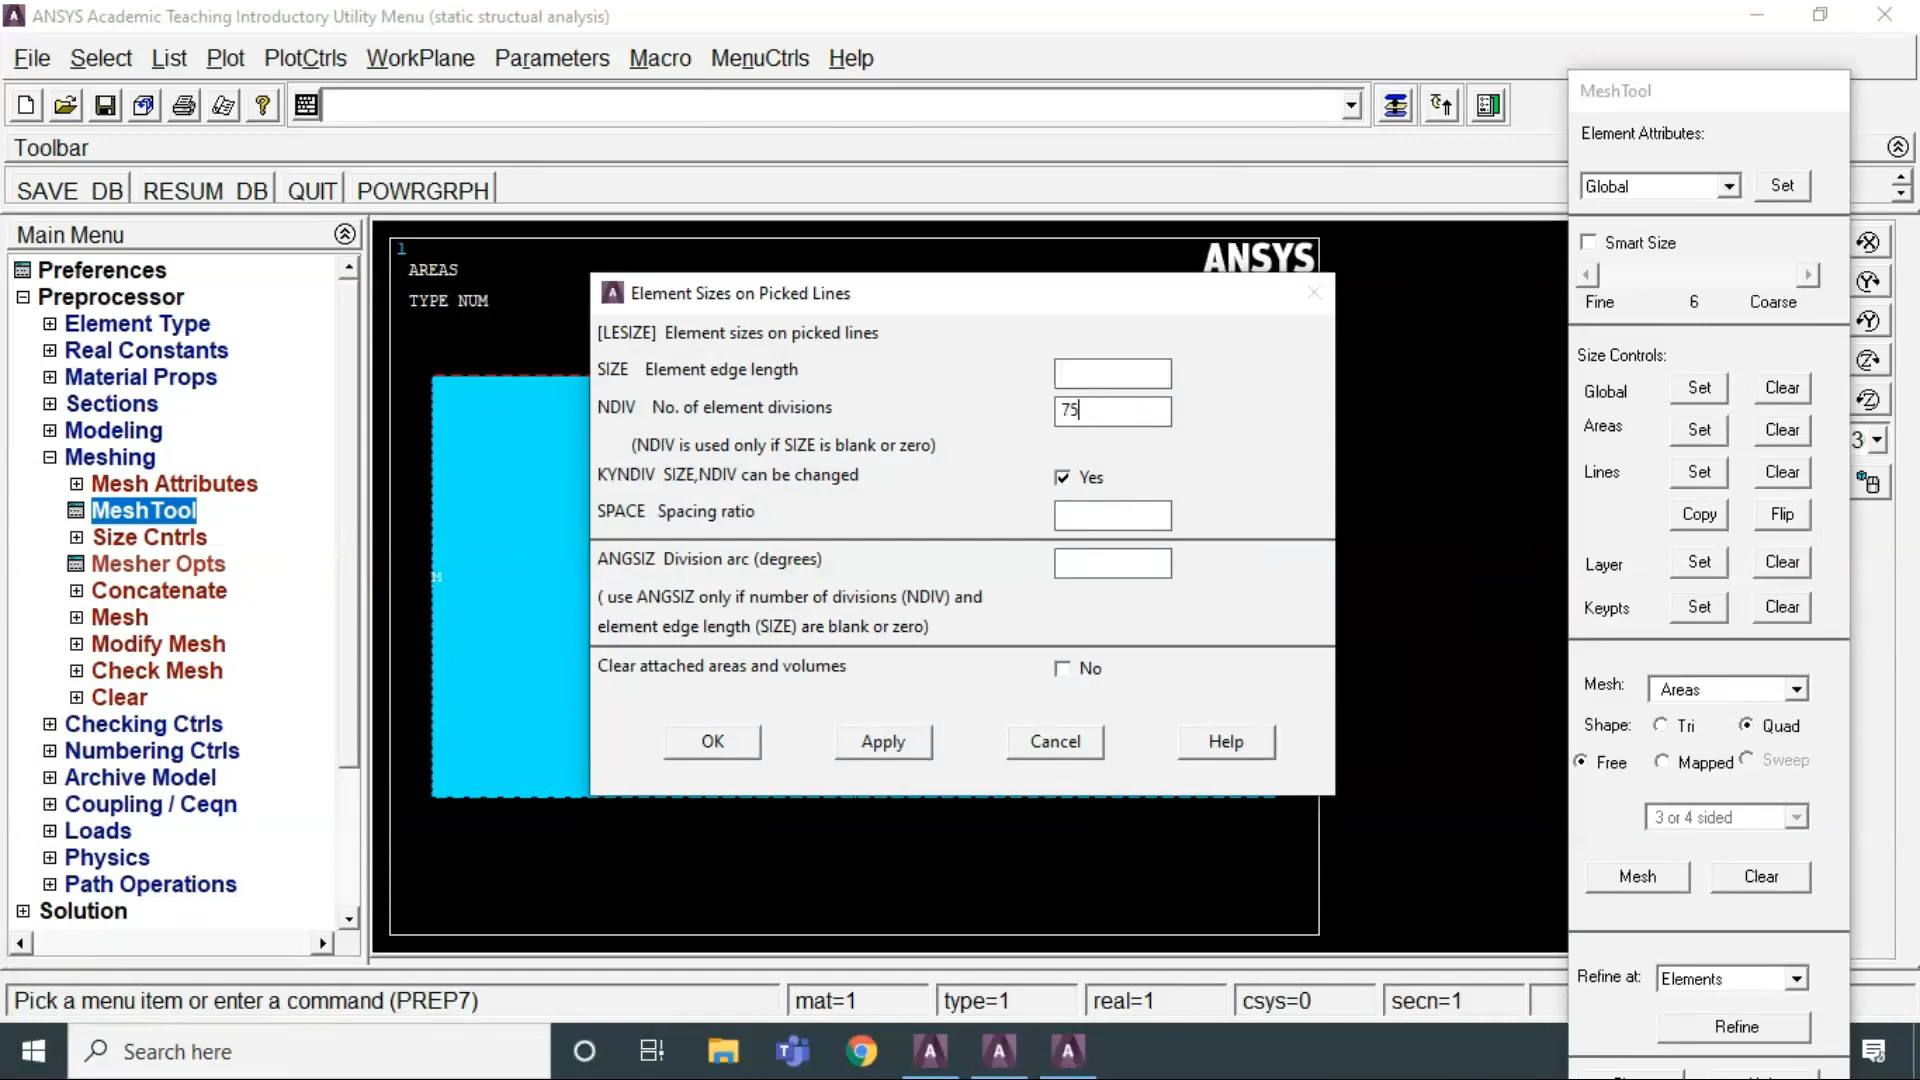 ANSYS Academic Teaching Introductory Utility Menu (static structual analysis)
File Select List Plot PlotCtrls WorkPlane Parameters Macro MenuCtrls Help
Toolbar
SAVE_DB RESUM_DB QUIT POWRGRPH
Main Menu
Preferences
Preprocessor
Element Type
Real Constants
Material Props
Sections
Modeling
Meshing
Mesh Attributes
MeshTool
Size Cntrls
Mesher Opts
Concatenate
Mesh
Modify Mesh
Check Mesh
Clear
Checking Ctrls
Numbering Ctrls
Archive Model
Coupling / Ceqn
Loads
Physics
Path Operations
Solution
1
AREAS
TYPE NUM
ANSYS
M
Element Sizes on Picked Lines
[LESIZE] Element sizes on picked lines
SIZE Element edge length
NDIV No. of element divisions 75
(NDIV is used only if SIZE is blank or zero)
KYNDIV SIZE,NDIV can be changed Yes
SPACE Spacing ratio
ANGSIZ Division arc (degrees)
( use ANGSIZ only if number of divisions (NDIV) and
element edge length (SIZE) are blank or zero)
Clear attached areas and volumes No
OK Apply Cancel Help
MeshTool
Element Attributes:
Global Set
Smart Size
Fine 6 Coarse
Size Controls:
Global Set Clear
Areas Set Clear
Lines Set Clear
Copy Flip
Layer Set Clear
Keypts Set Clear
Mesh: Areas
Shape: Tri Quad
Free Mapped Sweep
3 or 4 sided
Mesh Clear
Refine at: Elements
Refine
X
Y
Y
Z
Z
3
Pick a menu item or enter a command (PREP7) mat=1 type=1 real=1 csys=0 secn=1
Search here